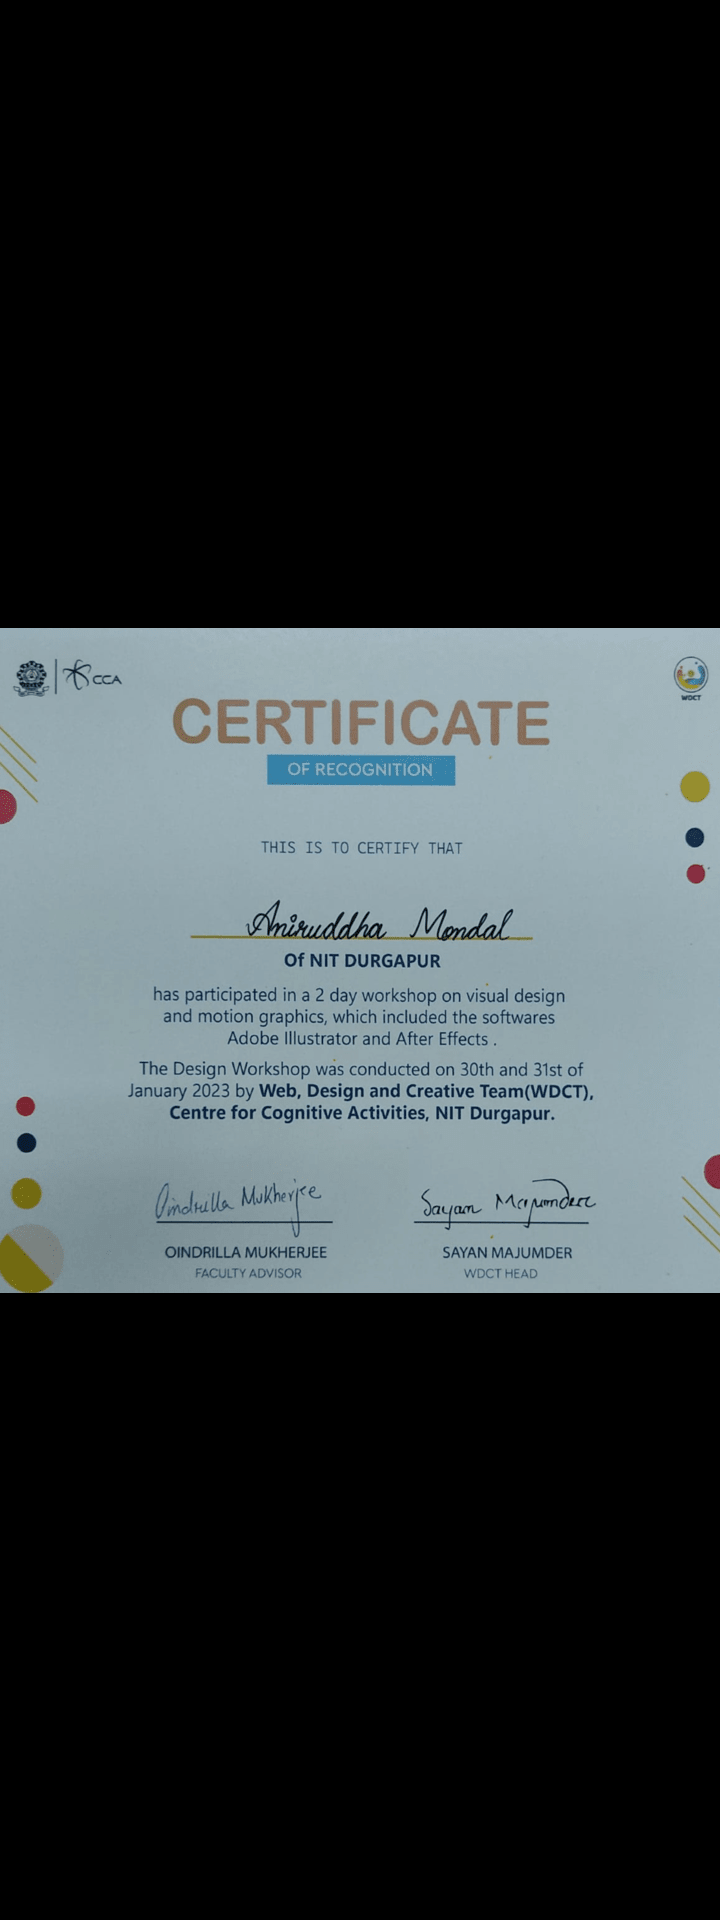 CCA
WDCT
CERTIFICATE
OF RECOGNITION
THIS IS TO CERTIFY THAT
Aniruddha Mondal
Of NIT DURGAPUR
has participated in a 2 day workshop on visual design
and motion graphics, which included the softwares
Adobe Illustrator and After Effects .
The Design Workshop was conducted on 30th and 31st of
January 2023 by Web, Design and Creative Team(WDCT),
Centre for Cognitive Activities, NIT Durgapur.
Oindrilla Mukherjee
Sayan Majumder
OINDRILLA MUKHERJEE
SAYAN MAJUMDER
FACULTY ADVISOR
WDCT HEAD